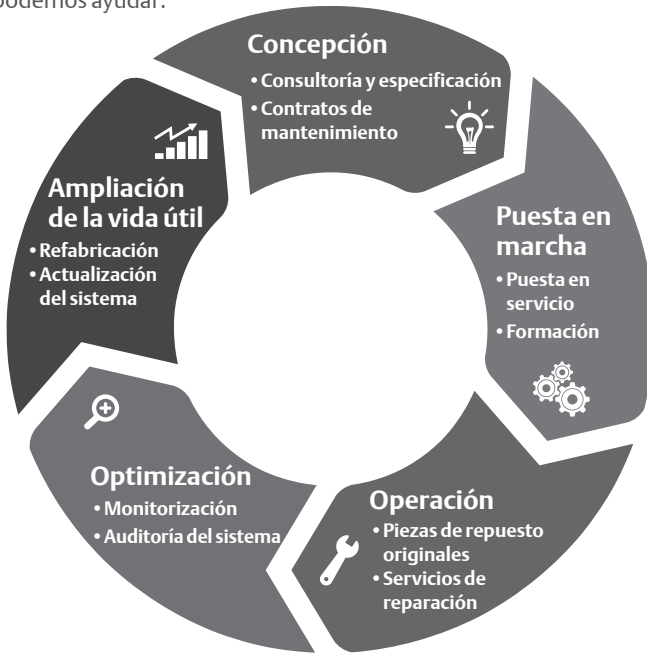 podemos ayudar.
Concepción
• Consultoría y especificación
• Contratos de
mantenimiento
Puesta en
marcha
• Puesta en
servicio
• Formación
Operación
• Piezas de repuesto
originales
• Servicios de
reparación
Optimización
• Monitorización
• Auditoría del sistema
Ampliación
de la vida útil
• Refabricación
• Actualización
del sistema